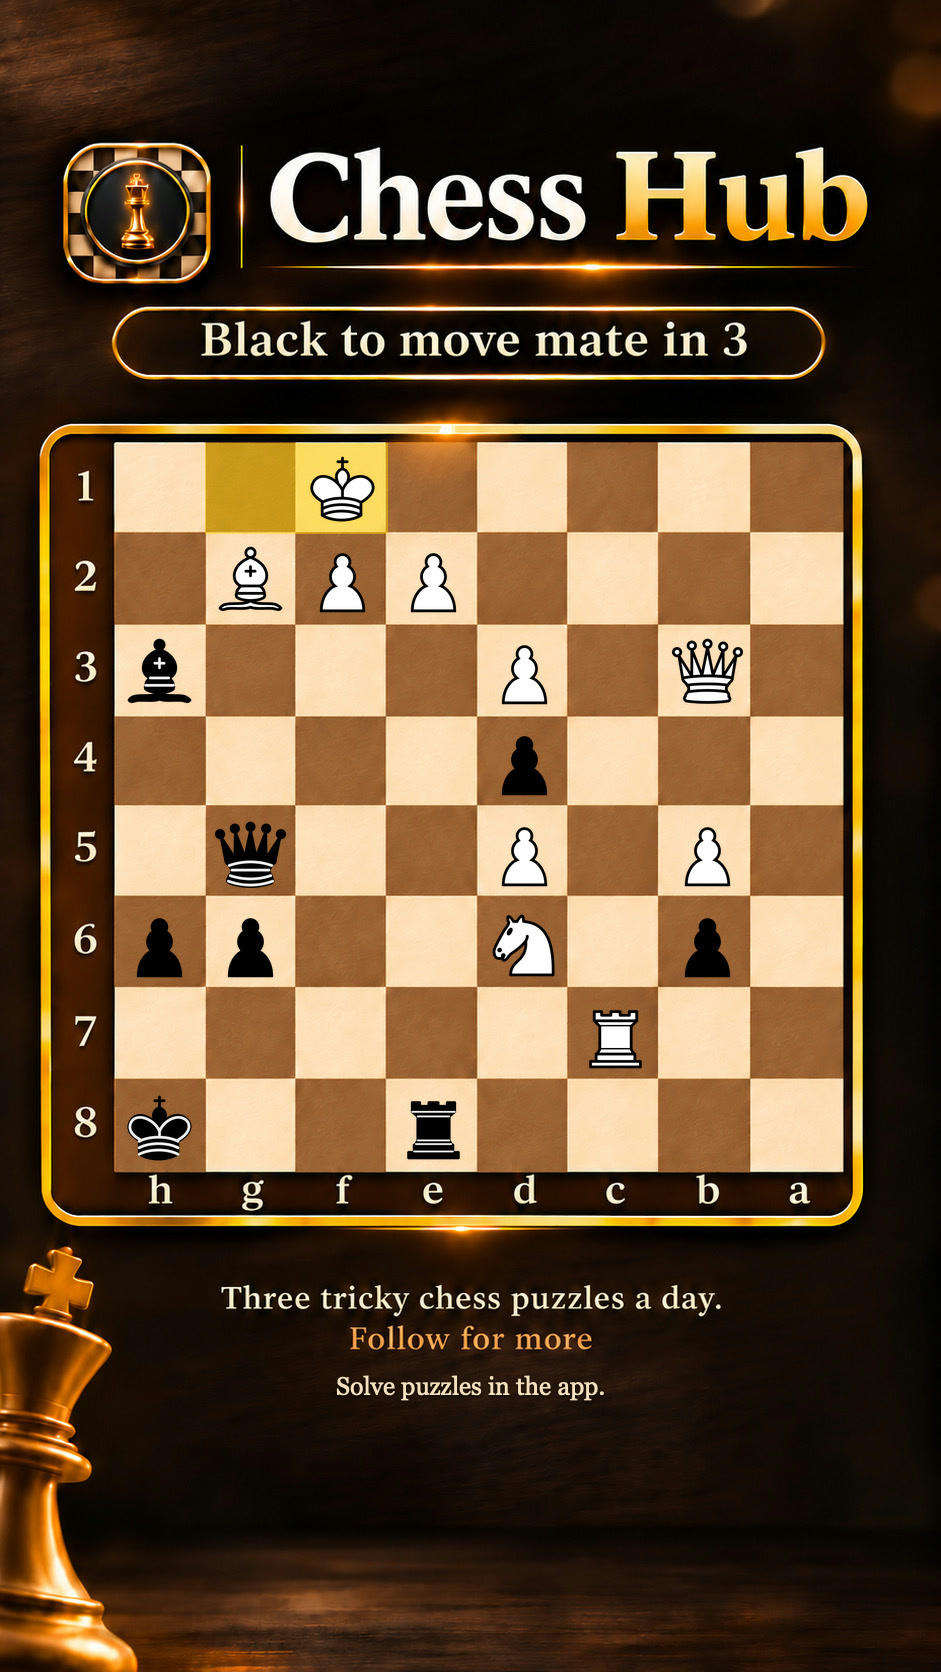 Chess Hub
Black to move mate in 3
1
2
3
4
5
6
7
8
h g f e d c b a
Three tricky chess puzzles a day.
Follow for more
Solve puzzles in the app.